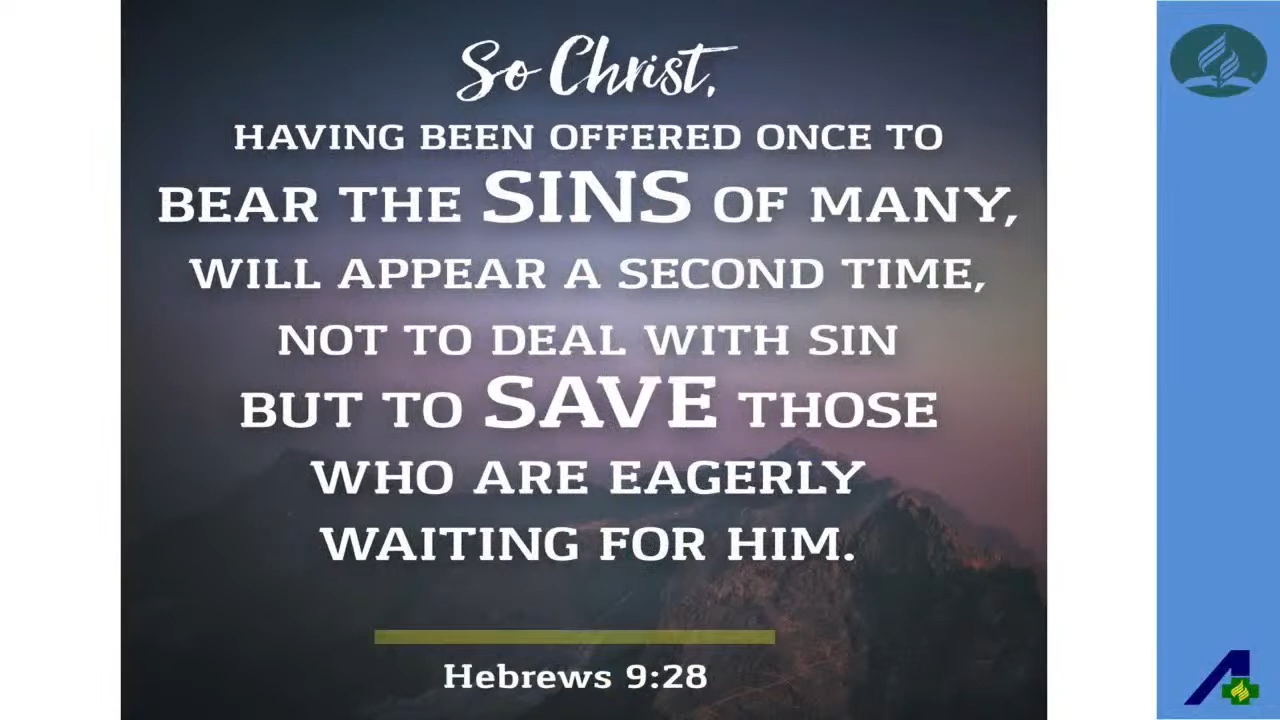 So Christ,
HAVING BEEN OFFERED ONCE TO
BEAR THE SINS OF MANY,
WILL APPEAR A SECOND TIME,
NOT TO DEAL WITH SIN
BUT TO SAVE THOSE
WHO ARE EAGERLY
WAITING FOR HIM.
Hebrews 9:28